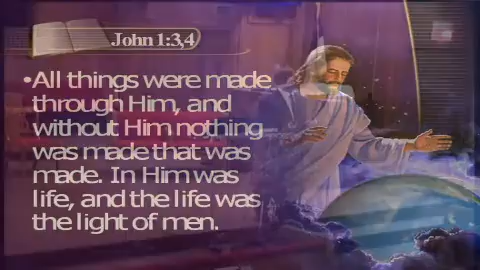 John 1:3,4
•All things were made
through Him, and
without Him nothing
was made that was
made. In Him was
life, and the life was
the light of men.